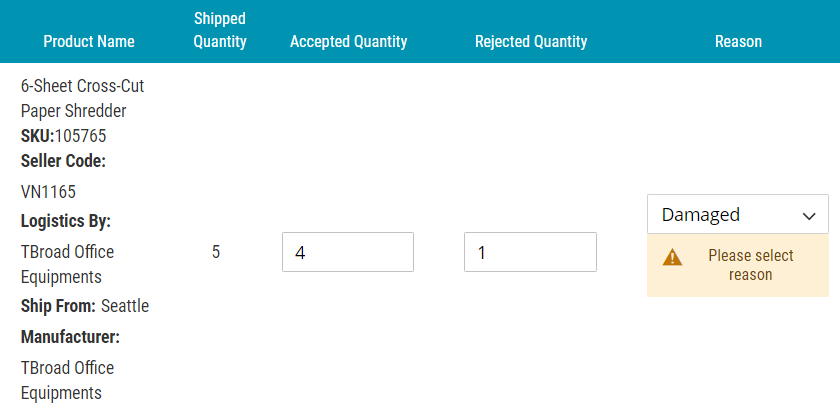 Product Name Shipped Quantity Accepted Quantity Rejected Quantity Reason
6-Sheet Cross-Cut
Paper Shredder
SKU:105765
Seller Code:
VN1165
Logistics By:
TBroad Office
Equipments
Ship From: Seattle
Manufacturer:
TBroad Office
Equipments
5
4
1
Damaged
Please select
reason